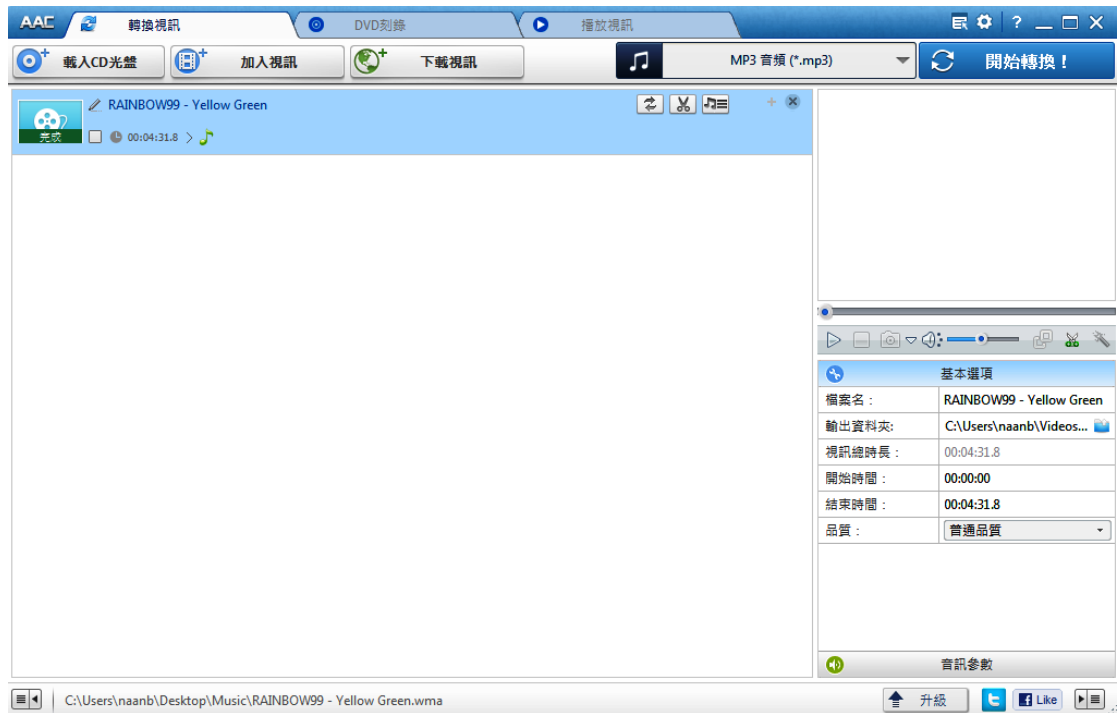 AAC 轉換視訊 DVD刻錄 播放視訊 ?
載入CD光盤 加入視訊 下載視訊 MP3 音頻 (*.mp3) 開始轉換！
RAINBOW99 - Yellow Green
完成 00:04:31.8 >
基本選項
檔案名： RAINBOW99 - Yellow Green
輸出資料夾: C:\Users\naanb\Videos...
視訊總時長： 00:04:31.8
開始時間： 00:00:00
結束時間： 00:04:31.8
品質： 普通品質
音訊參數
C:\Users\naanb\Desktop\Music\RAINBOW99 - Yellow Green.wma 升級 Like